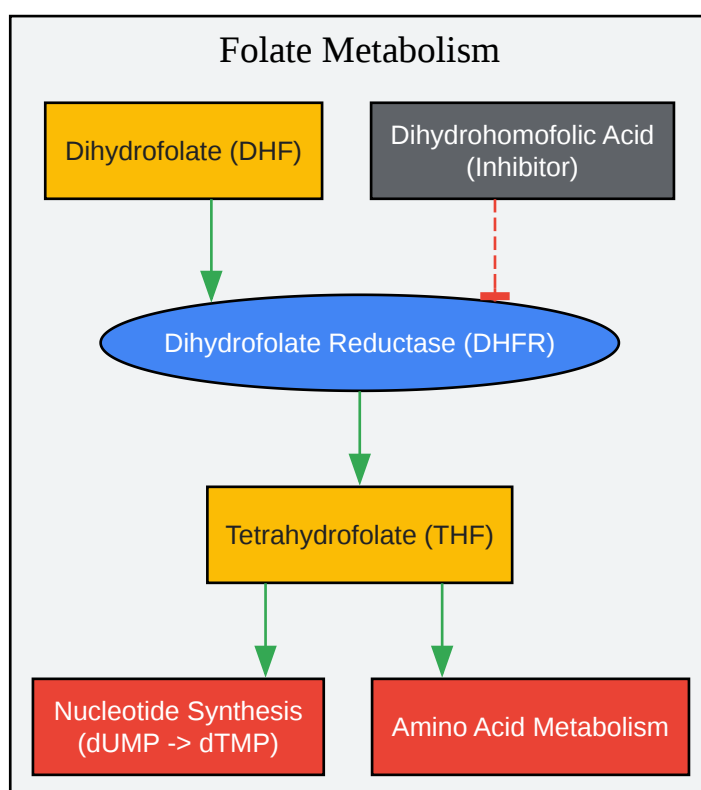 Folate Metabolism
Dihydrofolate (DHF)
Dihydrohomofolic Acid
(Inhibitor)
Dihydrofolate Reductase (DHFR)
Tetrahydrofolate (THF)
Nucleotide Synthesis
(dUMP -> dTMP)
Amino Acid Metabolism